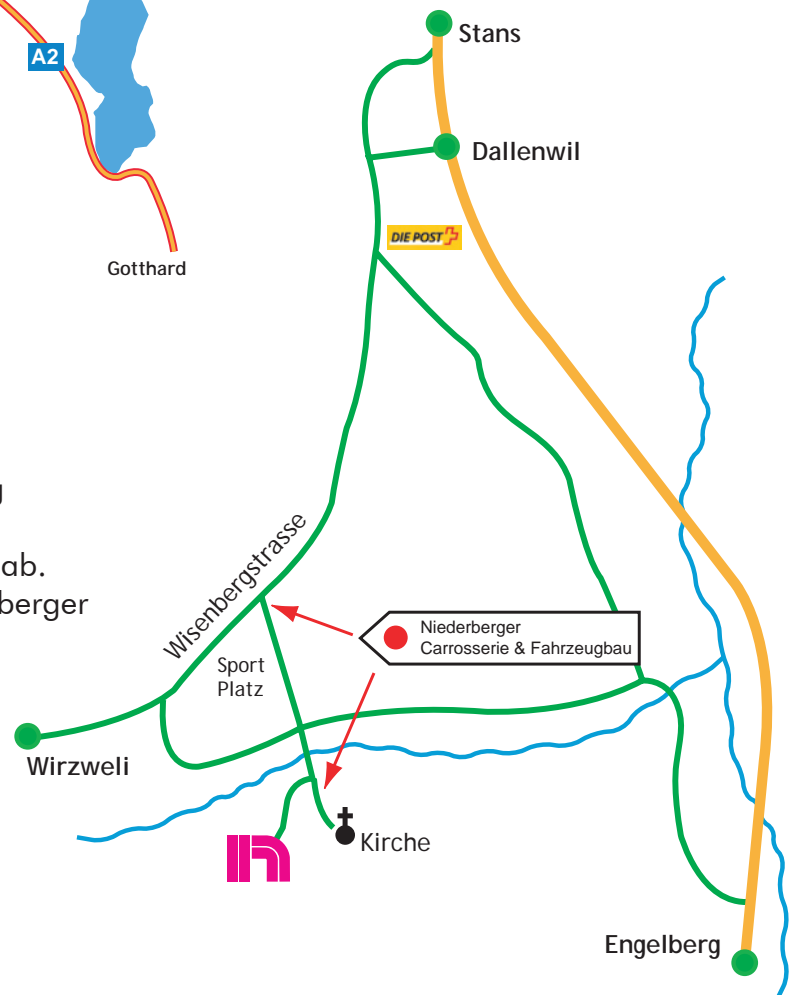 A2
Gotthard
Stans
Dallenwil
DIE POST
ab.
berger
Wisenbergstrasse
Niederberger
Carrosserie & Fahrzeugbau
Sport
Platz
Wirzweli
Kirche
Engelberg